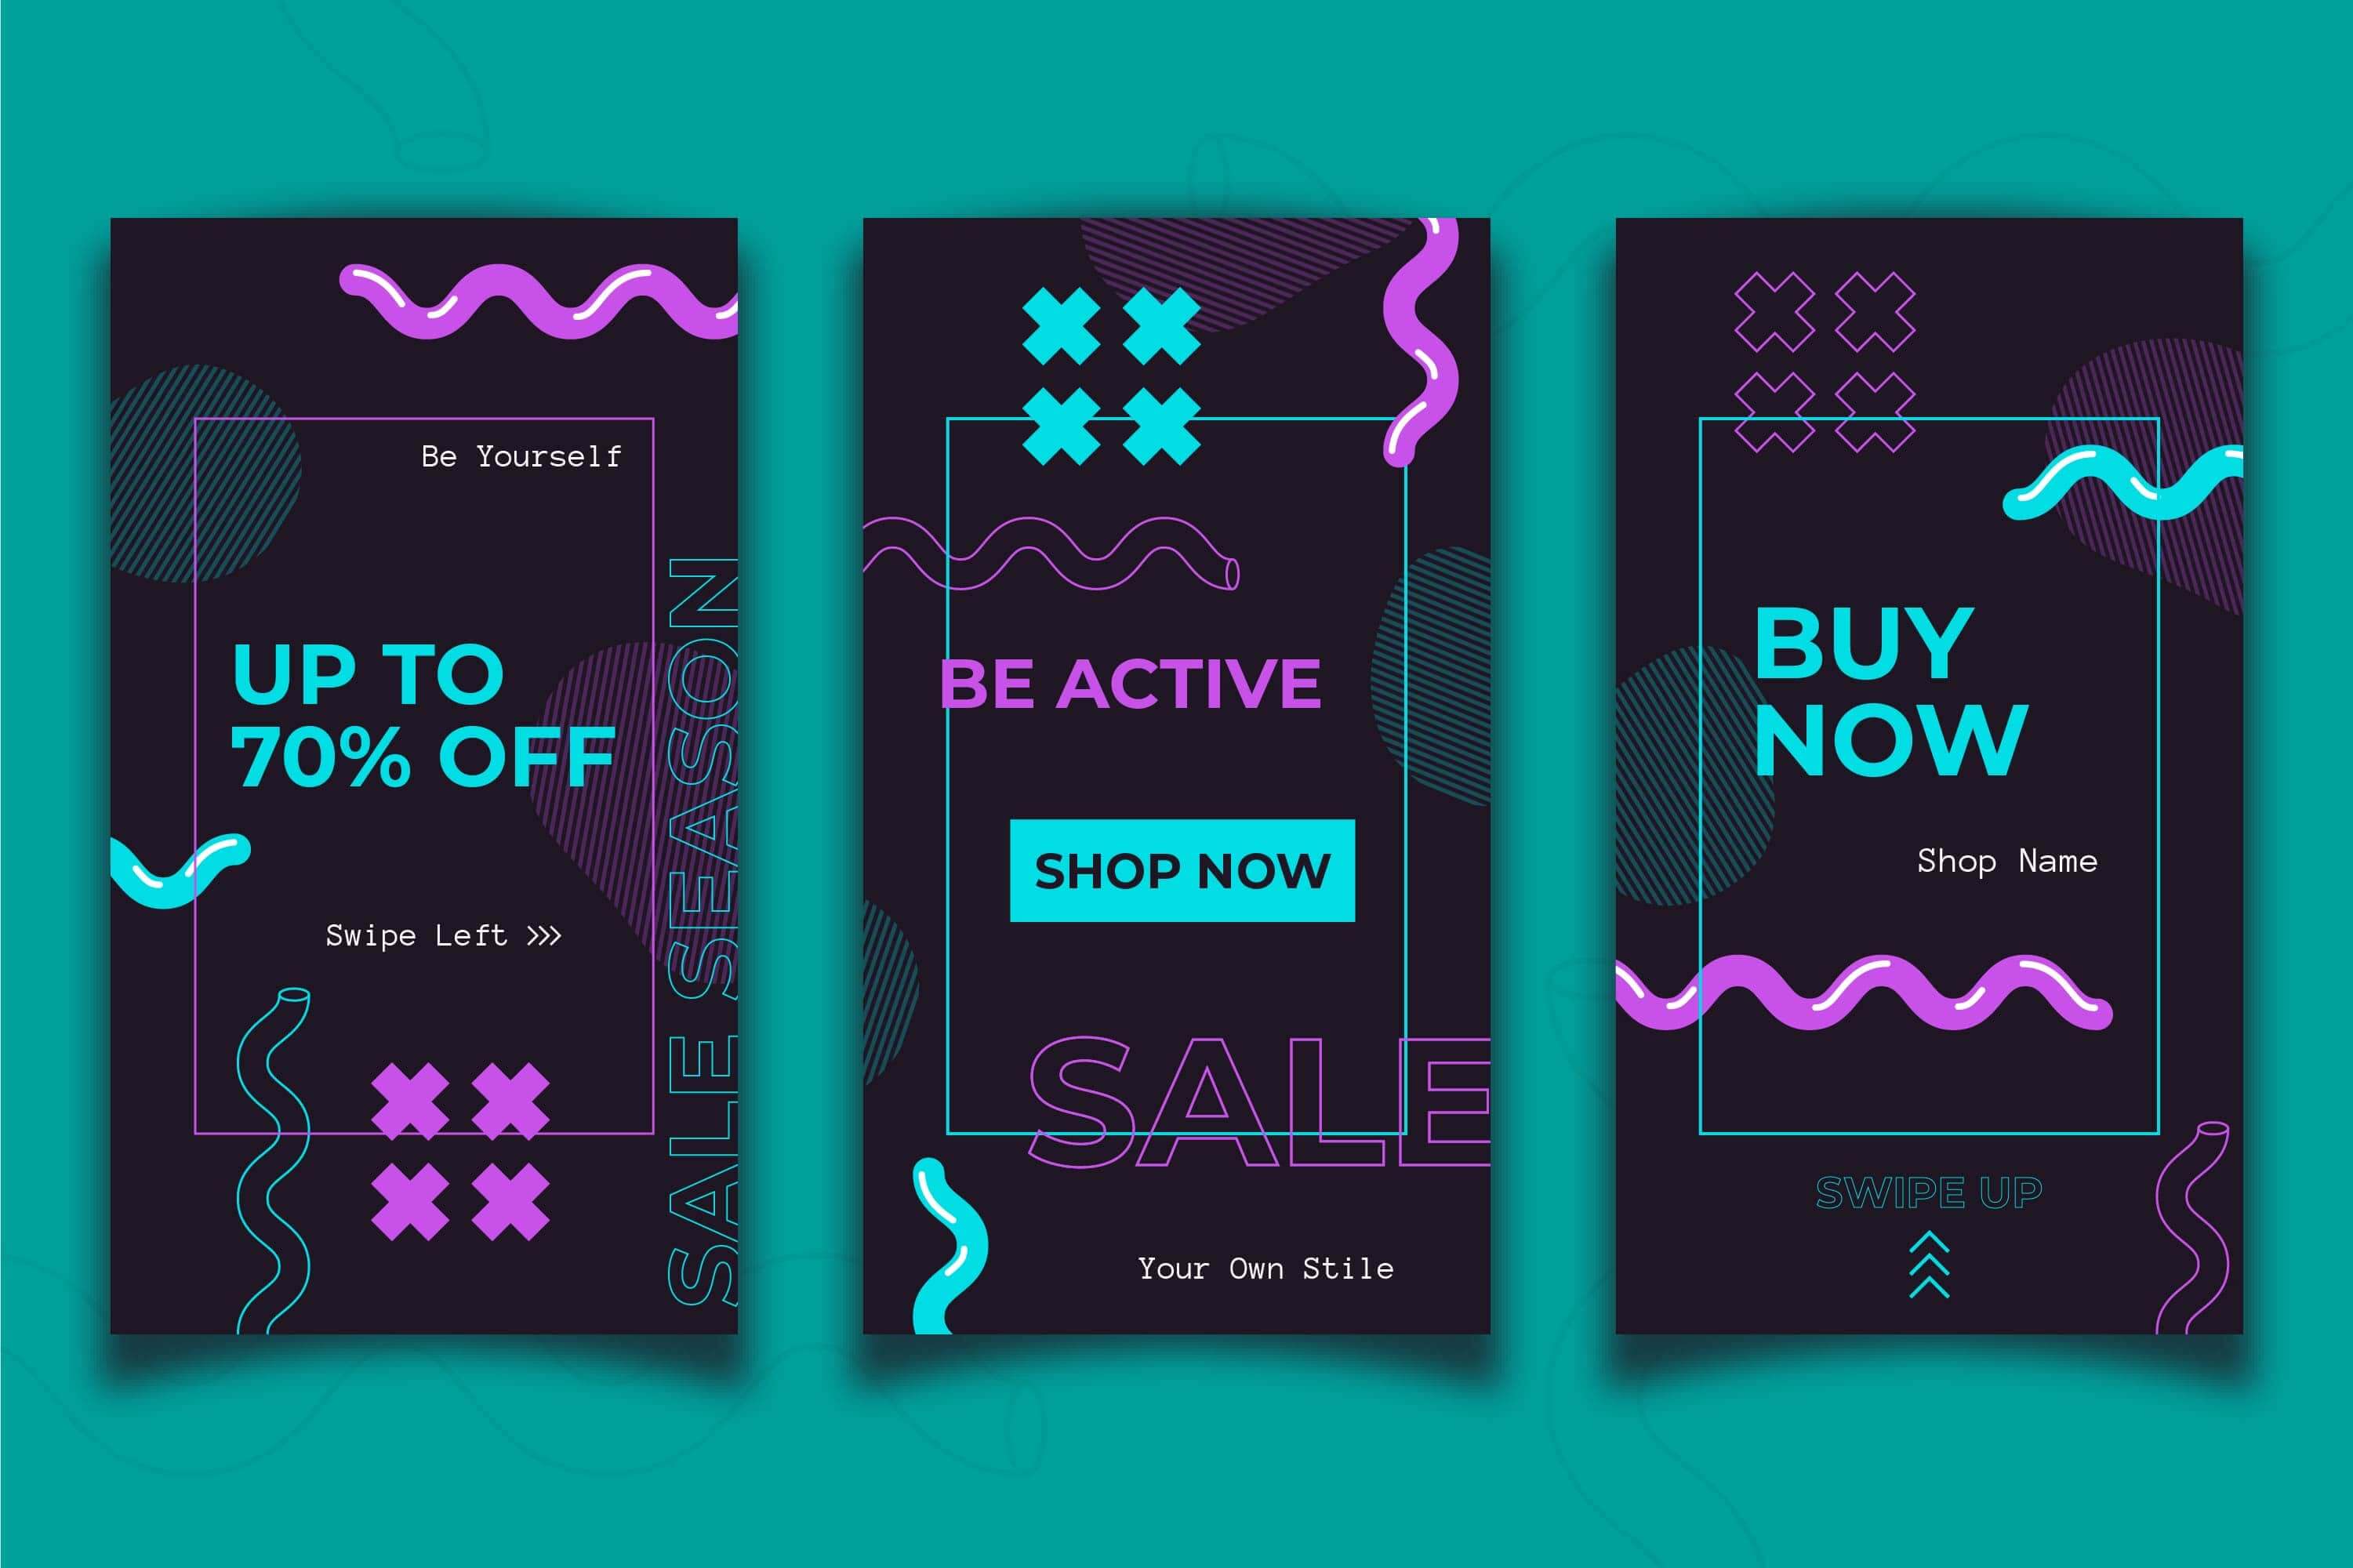 Be Yourself
UP TO
70% OFF
Swipe Left
SALE SEASON
BE ACTIVE
SHOP NOW
SALE
Your Own Stile
BUY
NOW
Shop Name
SWIPE UP